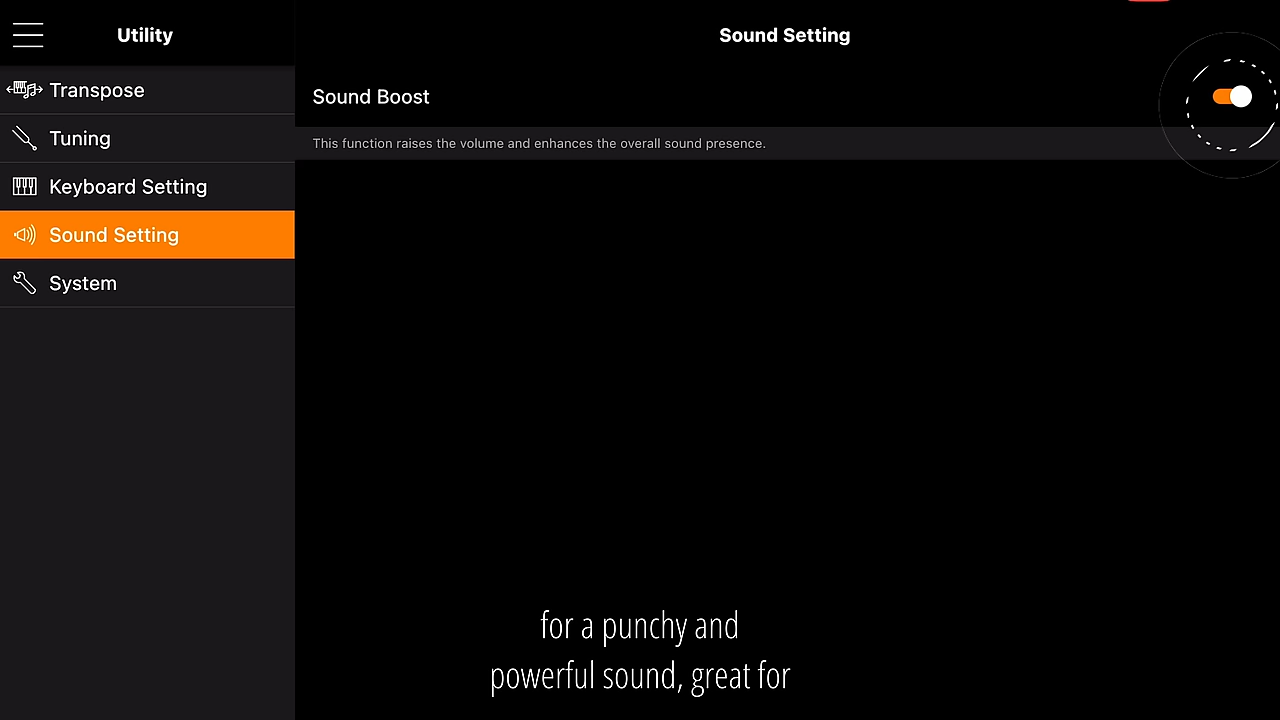 Utility
Sound Setting
Transpose
Tuning
Keyboard Setting
Sound Setting
System
Sound Boost
This function raises the volume and enhances the overall sound presence.
for a punchy and
powerful sound, great for